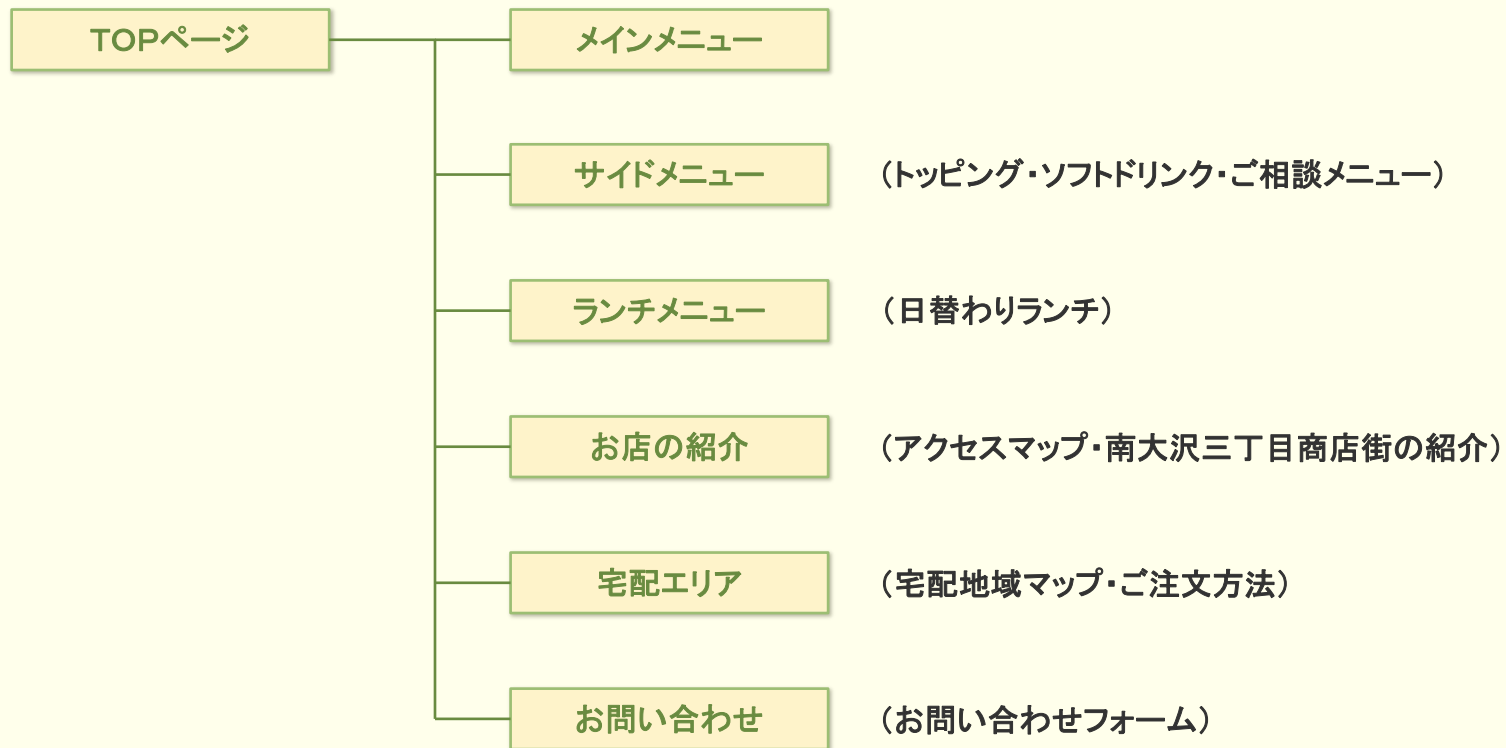 TOPページ
メインメニュー
サイドメニュー
（トッピング・ソフトドリンク・ご相談メニュー）
ランチメニュー
（日替わりランチ）
お店の紹介
（アクセスマップ・南大沢三丁目商店街の紹介）
宅配エリア
（宅配地域マップ・ご注文方法）
お問い合わせ
（お問い合わせフォーム）